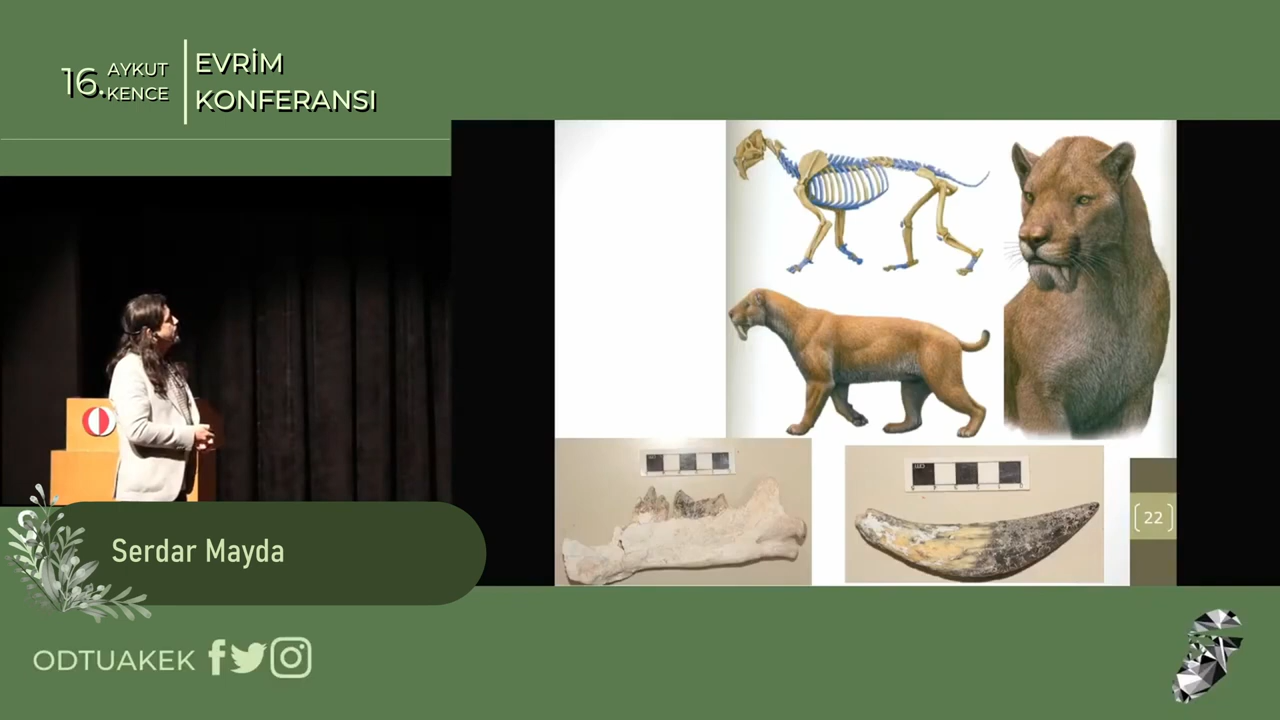 16.
AYKUT
KENCE
EVRİM
KONFERANSI
22
Serdar Mayda
ODTUAKEK